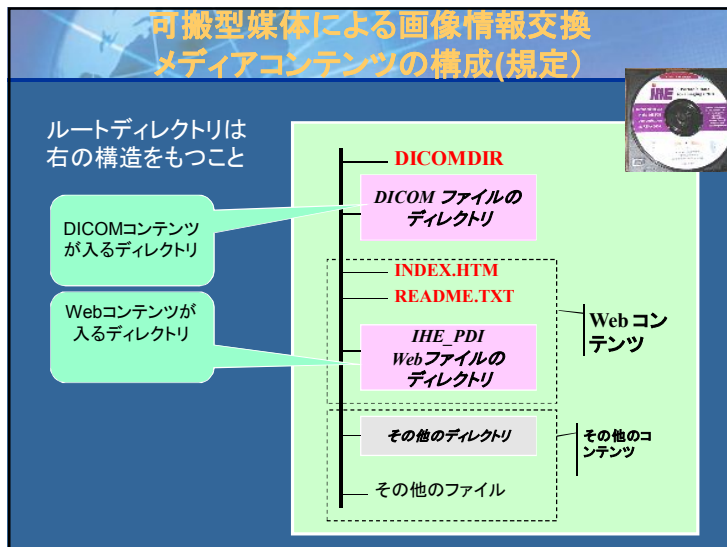 可搬型媒体による画像情報交換
メディアコンテンツの構成(規定)
ルートディレクトリは
右の構造をもつこと
DICOMDIR
DICOM ファイルの
ディレクトリ
DICOMコンテンツ
が入るディレクトリ
INDEX.HTM
README.TXT
Webコン
テンツ
Webコンテンツが
入るディレクトリ
IHE_PDI
Webファイルの
ディレクトリ
その他のディレクトリ
その他のコ
ンテンツ
その他のファイル
IHE